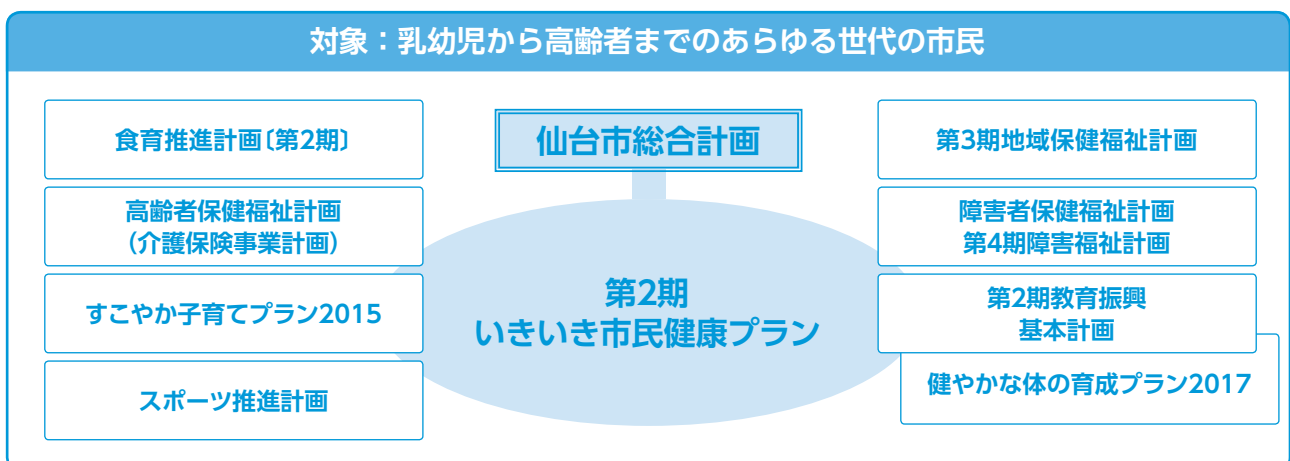 対象：乳幼児から高齢者までのあらゆる世代の市民
食育推進計画〔第2期〕
高齢者保健福祉計画
（介護保険事業計画）
すこやか子育てプラン2015
スポーツ推進計画
仙台市総合計画
第2期
いきいき市民健康プラン
第3期地域保健福祉計画
障害者保健福祉計画
第4期障害福祉計画
第2期教育振興
基本計画
健やかな体の育成プラン2017